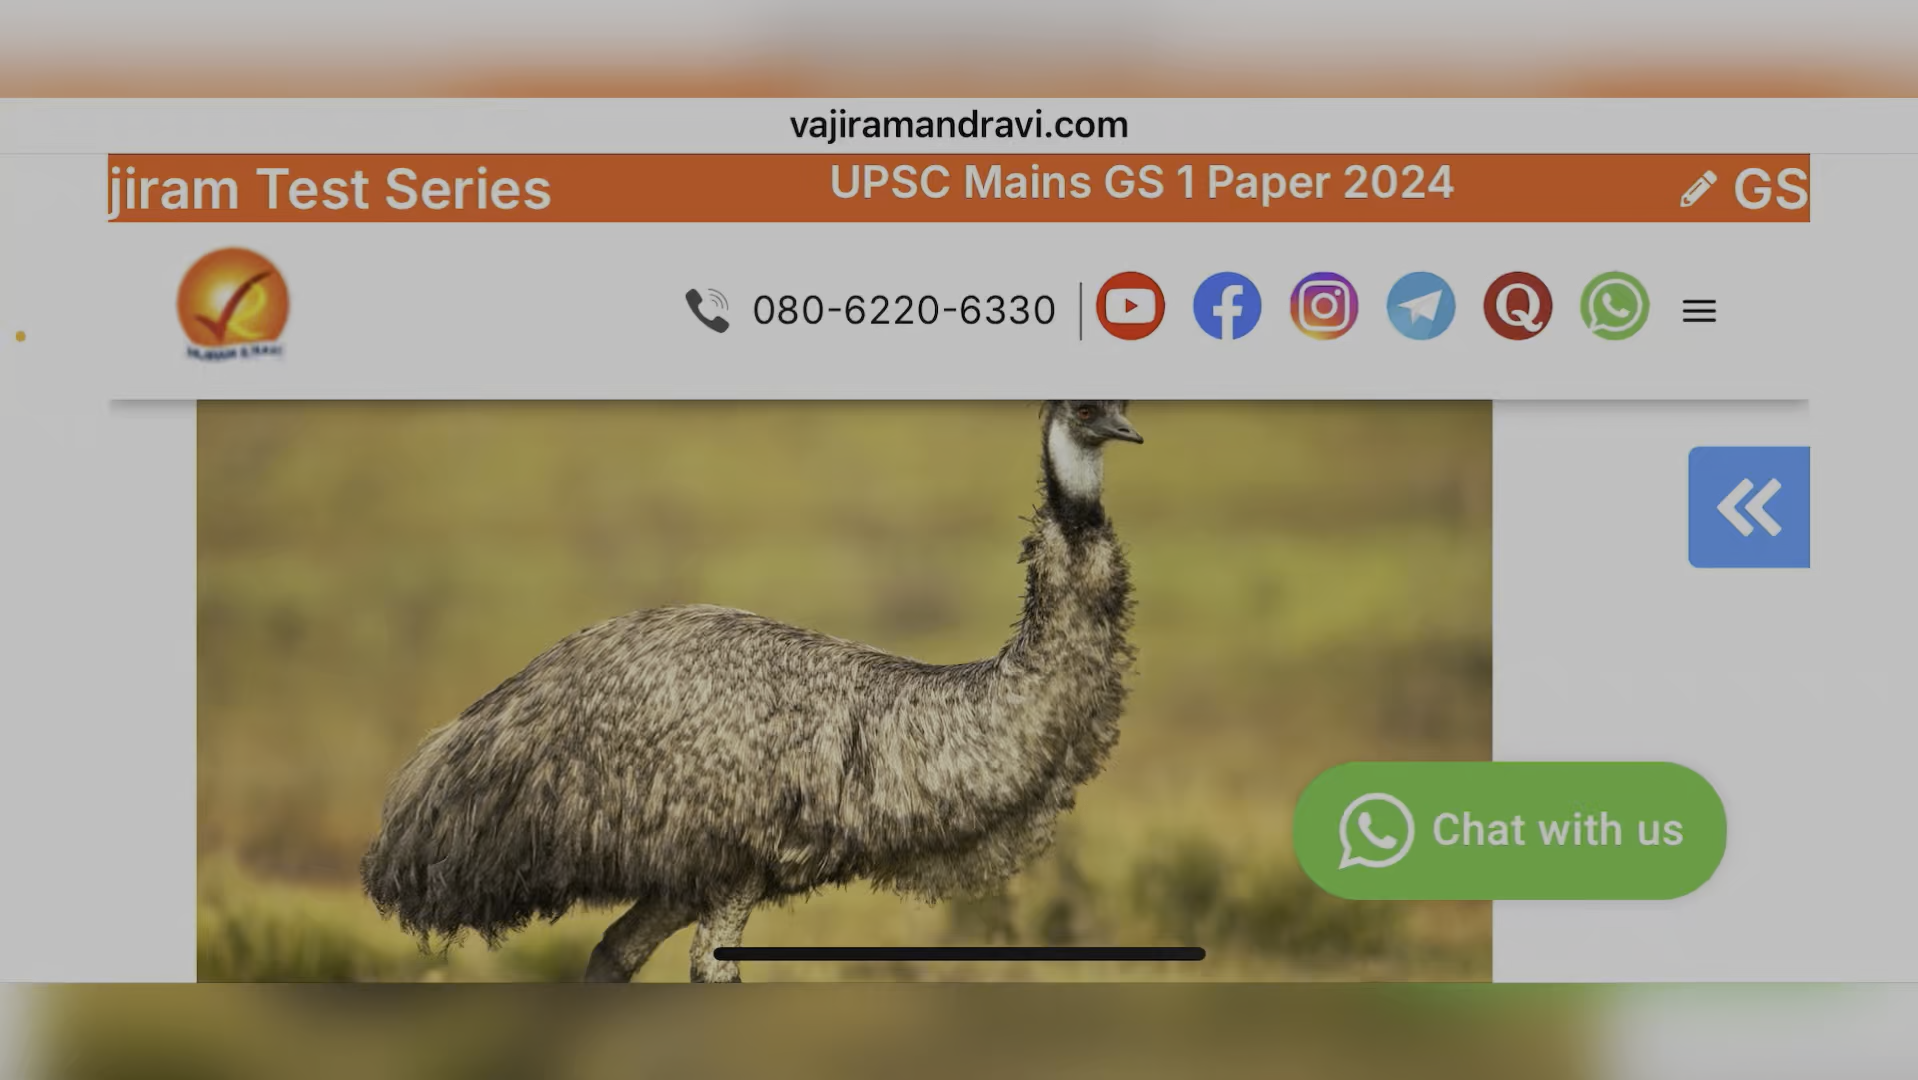 vajiramandravi.com
jiram Test Series
UPSC Mains GS 1 Paper 2024
GS
080-6220-6330
Chat with us